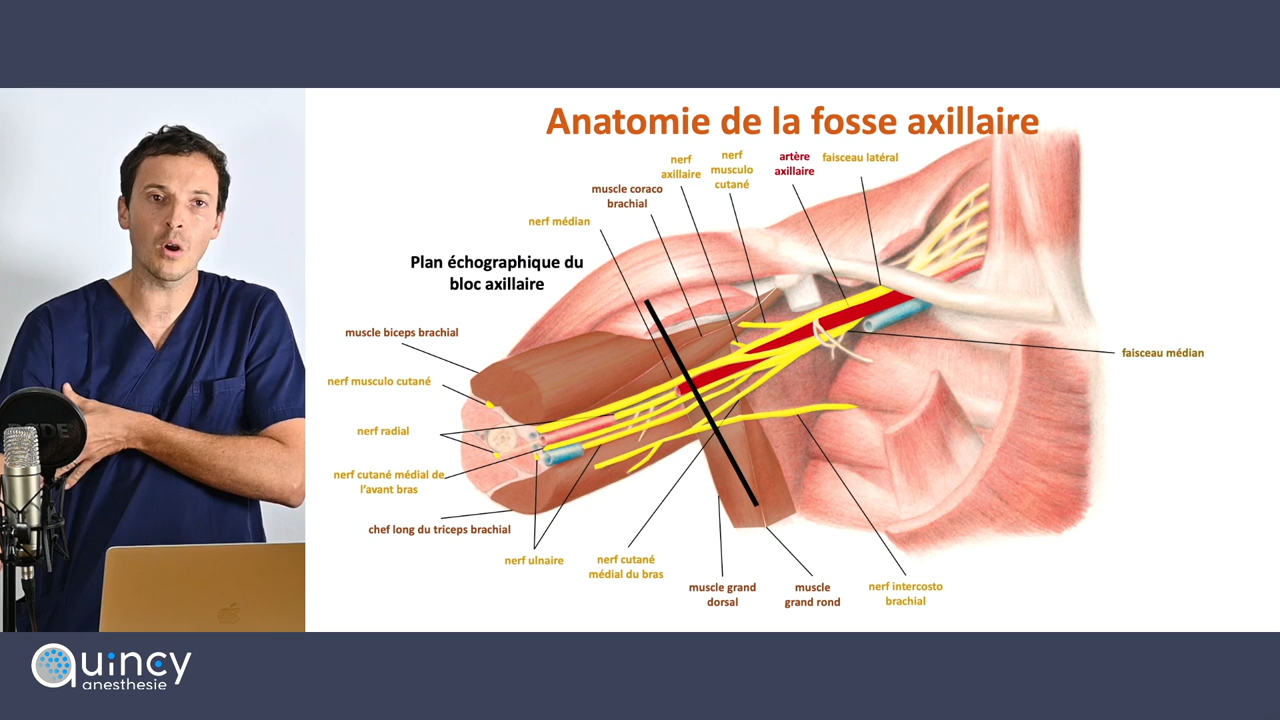 Anatomie de la fosse axillaire
nerf
axillaire
nerf
musculo
cutané
artère
axillaire
faisceau latéral
muscle coraco
brachial
nerf médian
Plan échographique du
bloc axillaire
muscle biceps brachial
faisceau médian
nerf musculo cutané
nerf radial
nerf cutané médial de
l'avant bras
chef long du triceps brachial
nerf ulnaire
nerf cutané
médial du bras
muscle grand
dorsal
muscle
grand rond
nerf intercosto
brachial
RODE
Quincy
anesthesie